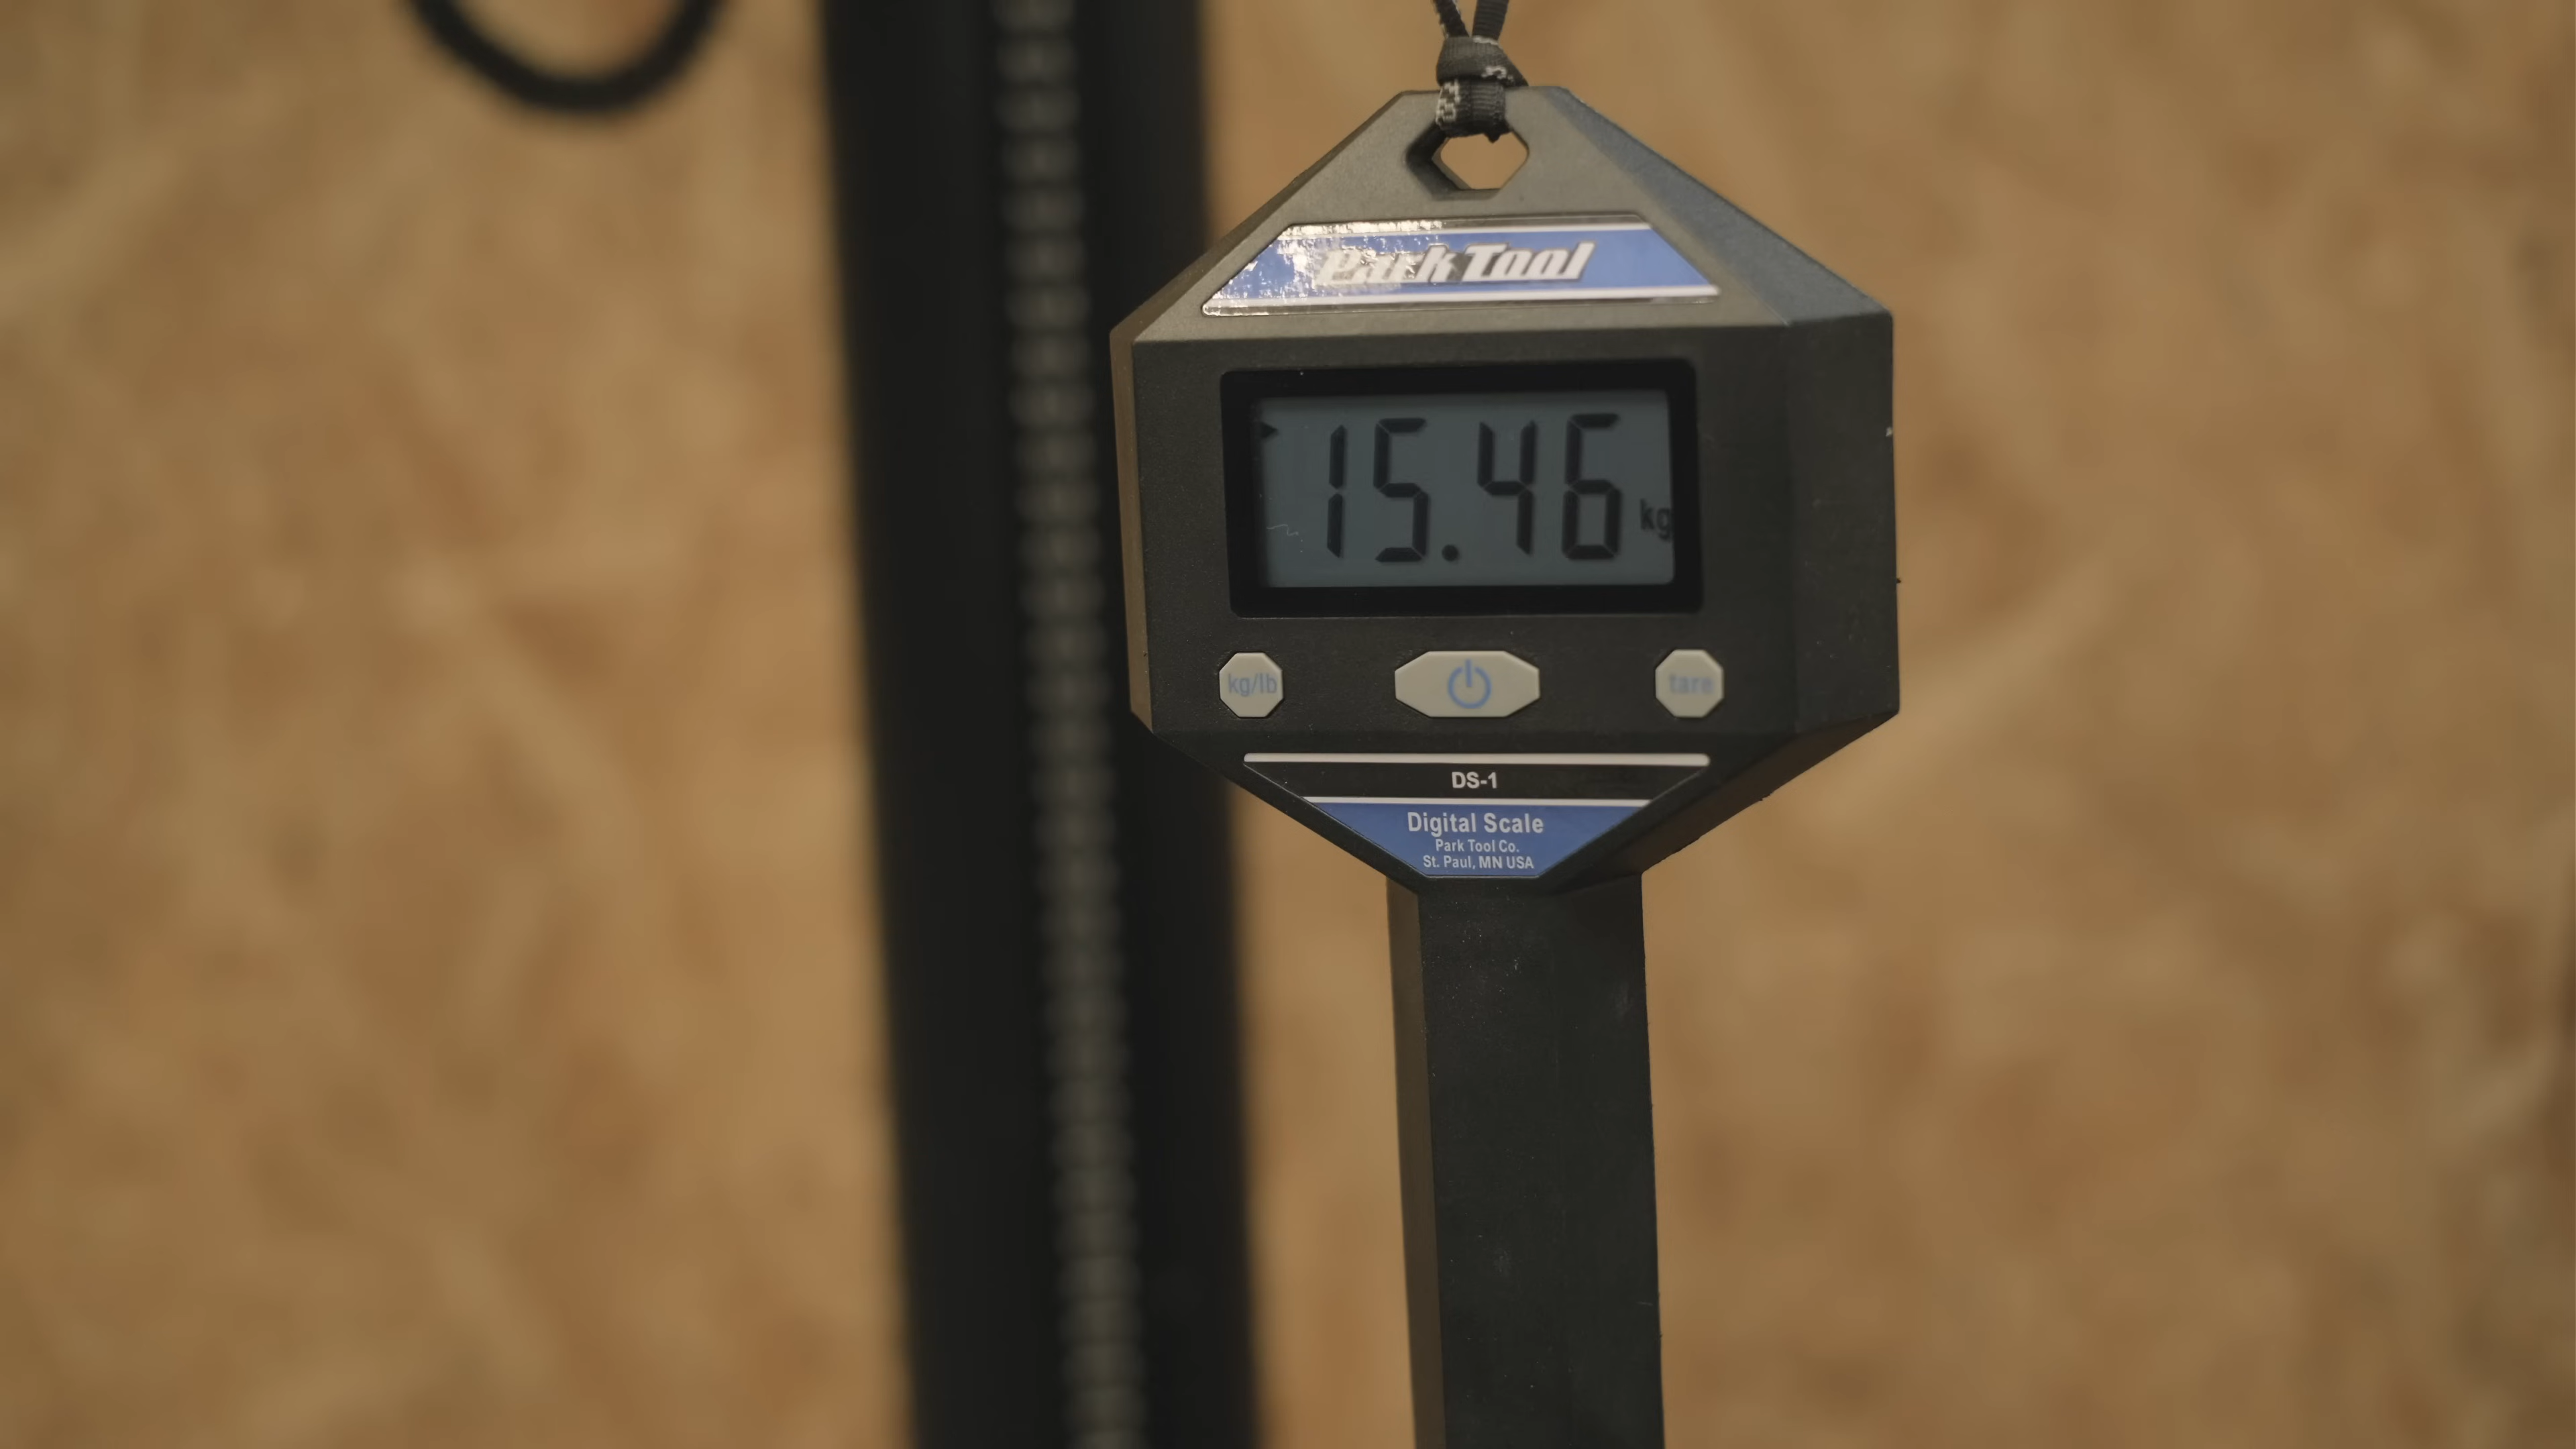 Park Tool
15.46 kg
kg/lb
tare
DS-1
Digital Scale
Park Tool Co.
St. Paul, MN USA